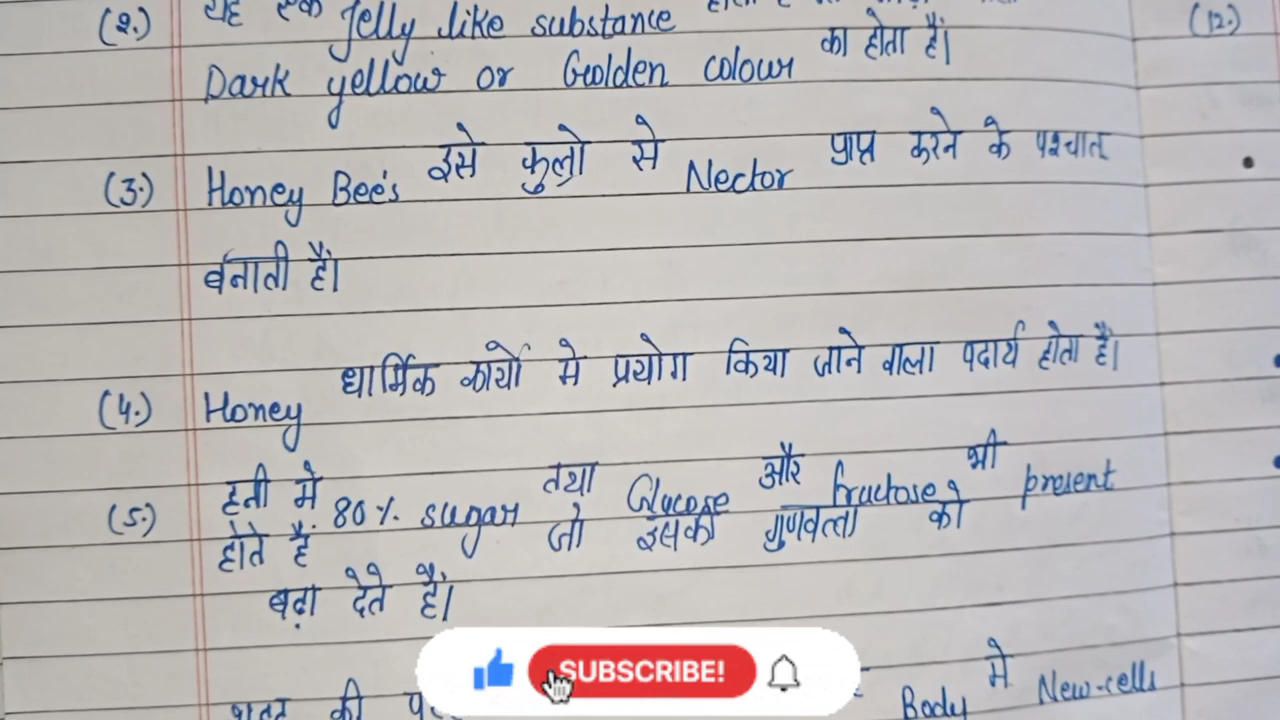 (2.) यह एक Jelly like substance
Dark yellow or Golden colour का होता है।
(12.)
(3.) Honey Bee's इसे फुलो से Nector प्राप्त करने के पश्चात
बनाती हैं।
(4.) Honey धार्मिक कार्यो मे प्रयोग किया जाने वाला पदार्थ होता है।
(5.) हनी में 80% sugar तथा Glucose और fructose भी present
होते हैं जो इसकी गुणवत्ता को
बढ़ा देते हैं।
SUBSCRIBE!
की
Body मे New-cells